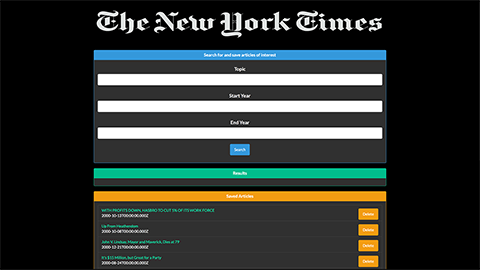 The New York Times
Search for and save articles of interest
Topic
Start Year
End Year
Search
Results
Saved Articles
WITH PROFITS DOWN, HASBRO TO CUT 5% OF ITS WORK FORCE
2000-10-13T00:00:00.000Z
Delete
Up From Heathenism
2000-10-08T00:00:00.000Z
Delete
John V. Lindsay, Mayor and Maverick, Dies at 79
2000-12-21T00:00:00.000Z
Delete
It's $15 Million, but Great for a Party
2000-08-24T00:00:00.000Z
Delete